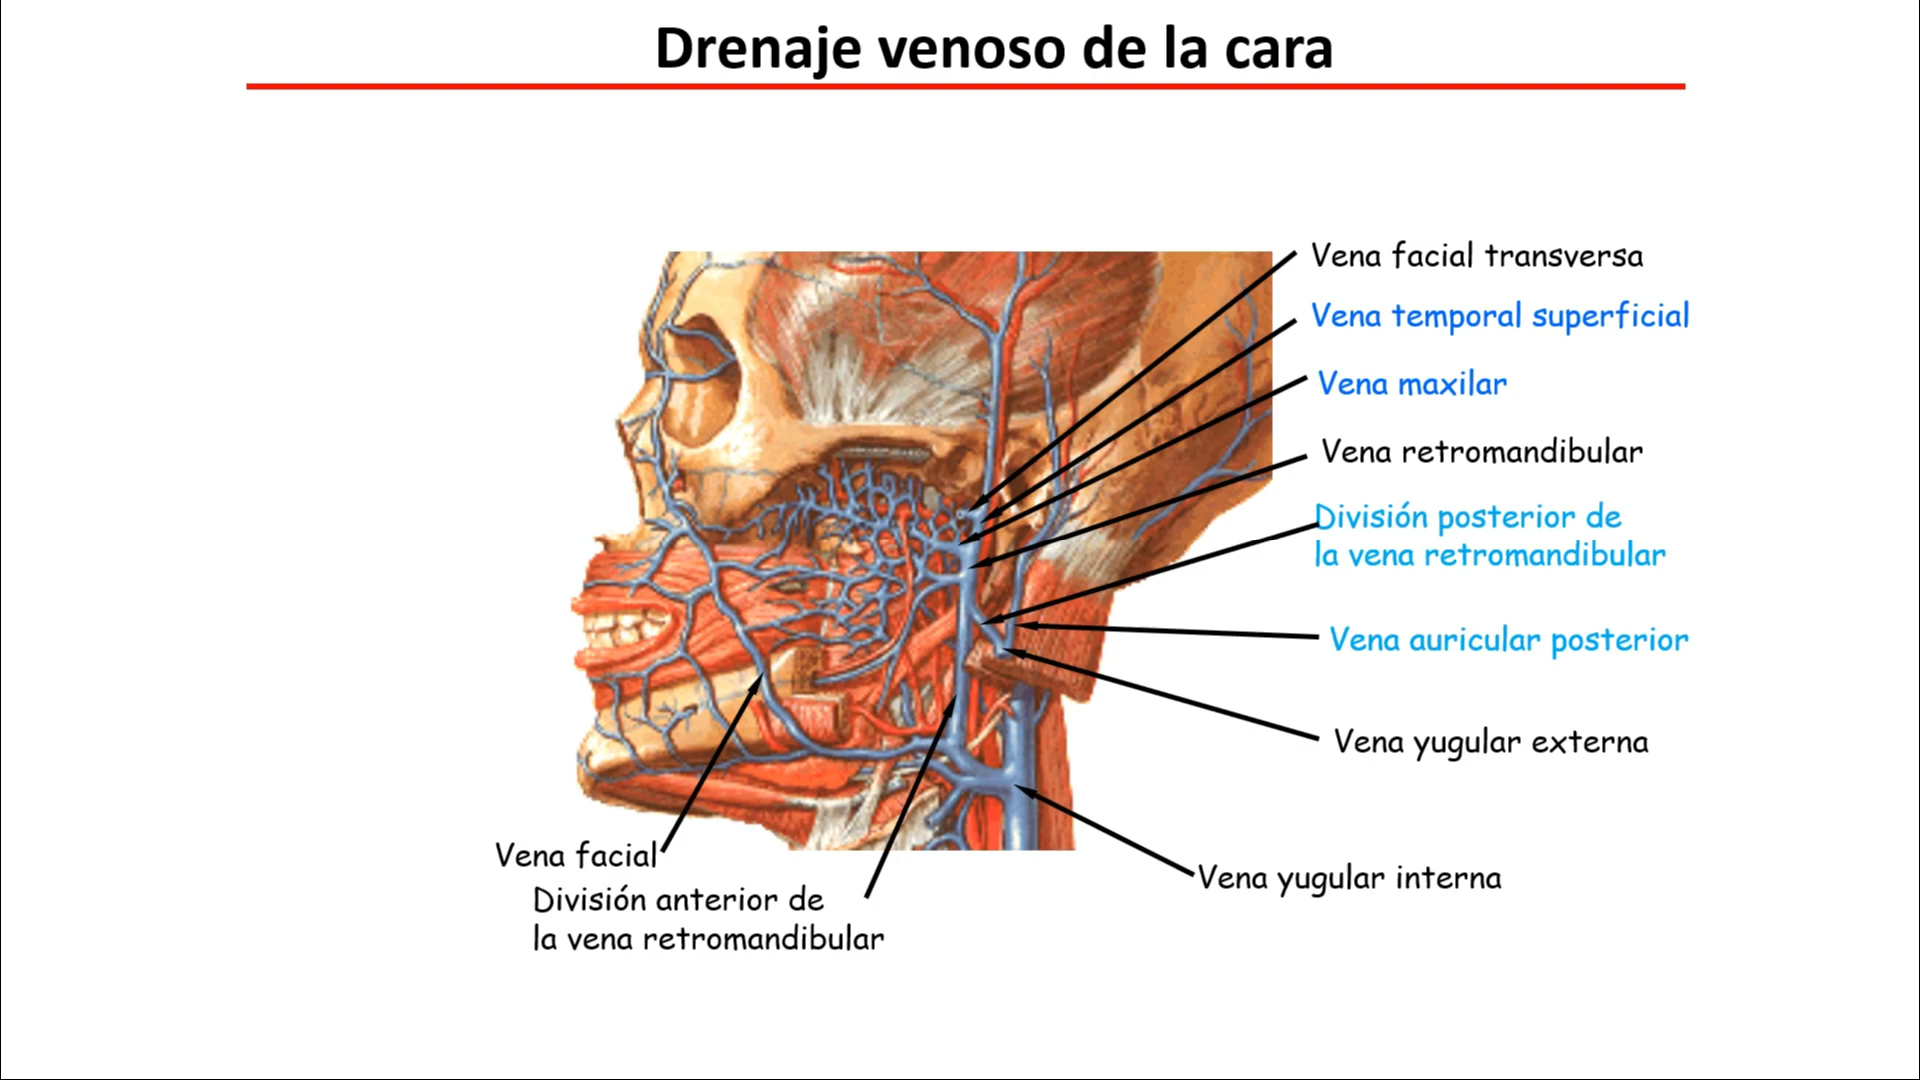 Drenaje venoso de la cara
Vena facial transversa
Vena temporal superficial
Vena maxilar
Vena retromandibular
División posterior de
la vena retromandibular
Vena auricular posterior
Vena yugular externa
Vena yugular interna
Vena facial
División anterior de
la vena retromandibular